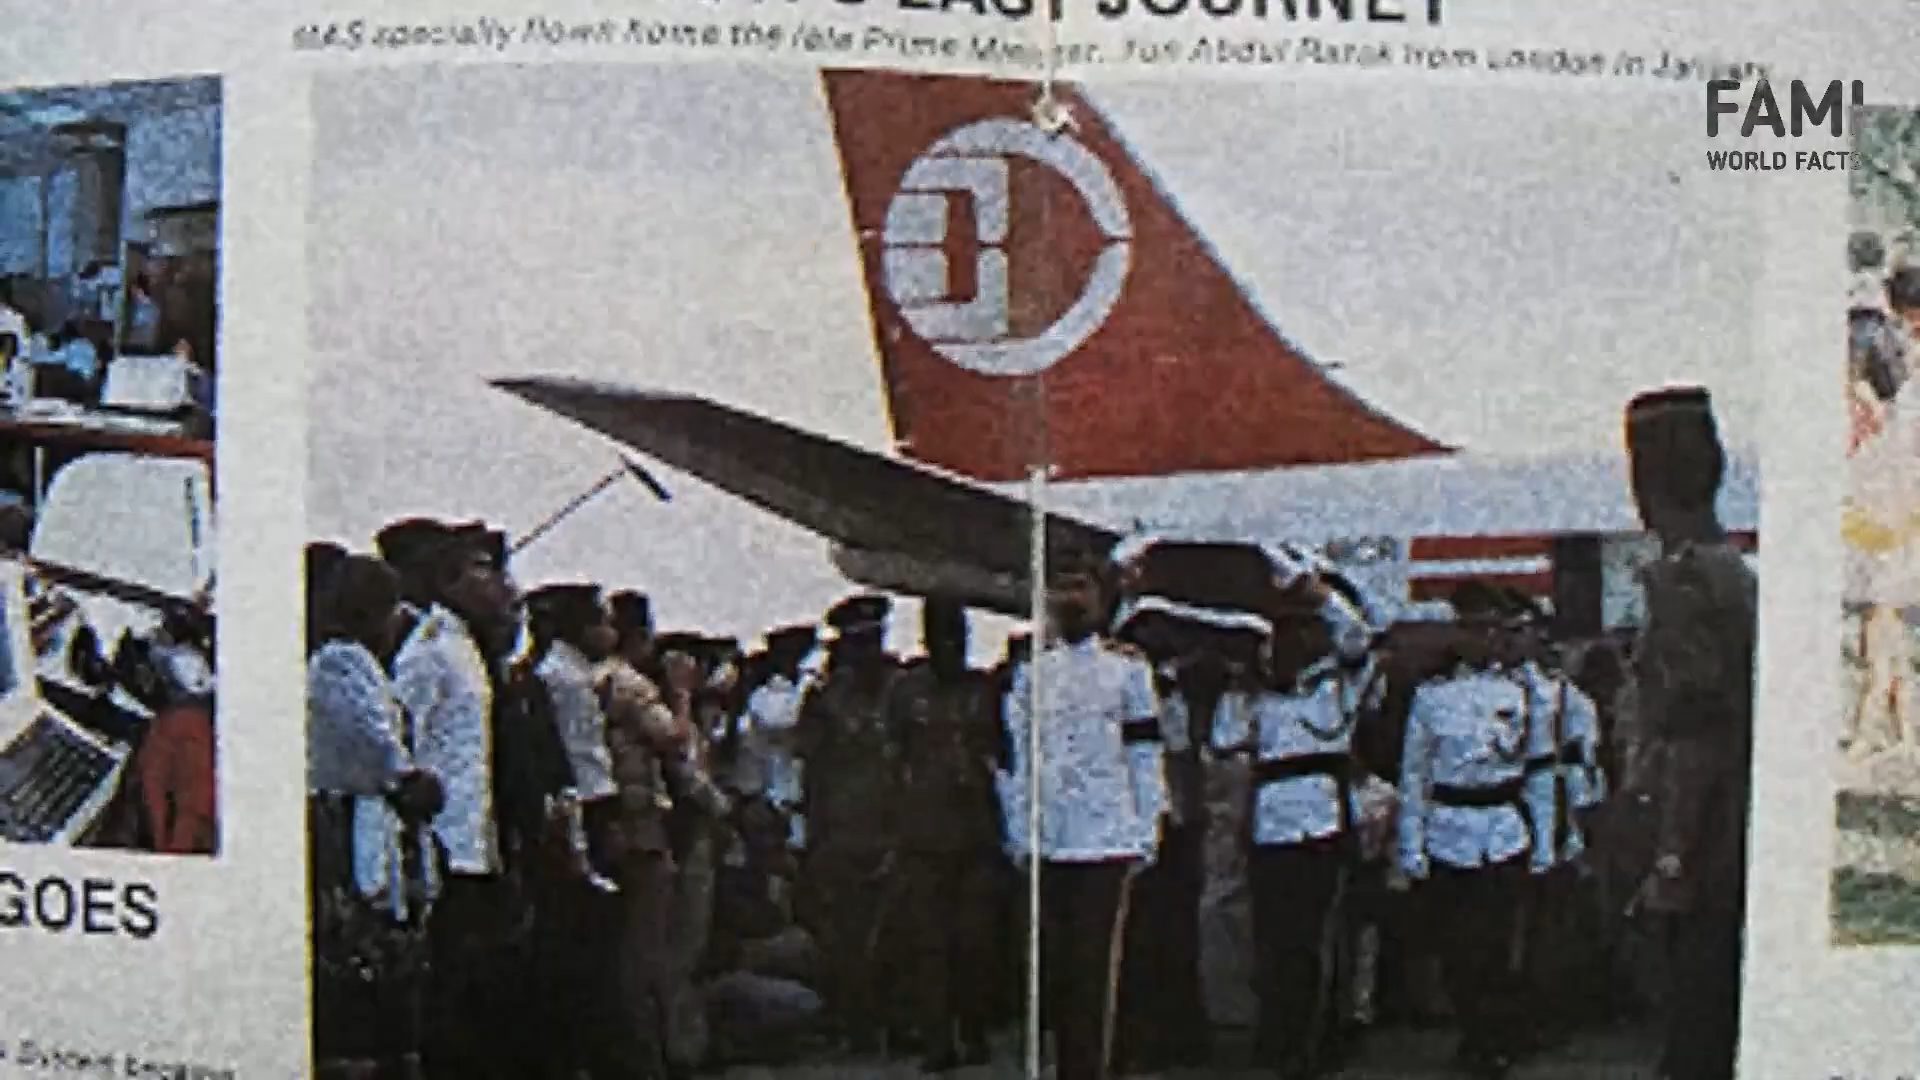 LAST JOURNEY
MAS specially flown home the late Prime Minister, Tun Abdul Razak from London in January
FAMI
WORLD FACTS
GOES
System